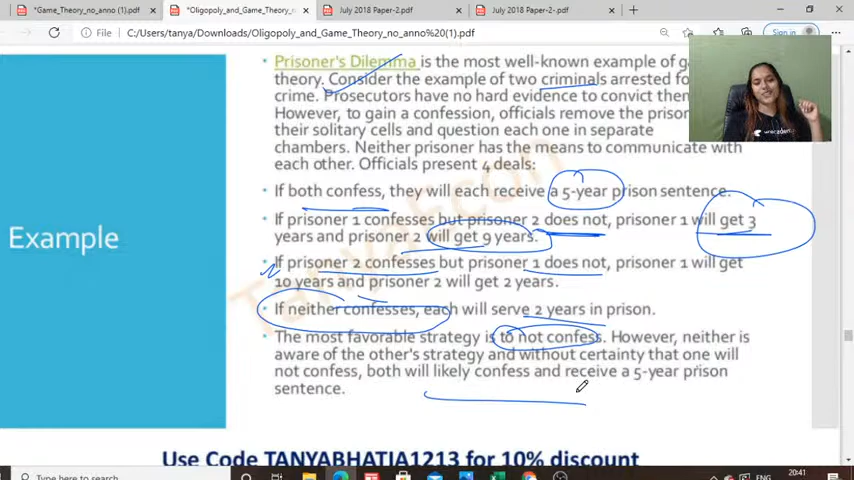 *Game_Theory_no_anno (1).pdf
*Oligopoly_and_Game_Theory_n
July 2018 Paper-2.pdf
July 2018 Paper-2-.pdf
File
C:/Users/tanya/Downloads/Oligopoly_and_Game_Theory_no_anno%20(1).pdf
Sign in
Example
Prisoner's Dilemma is the most well-known example of ga
theory. Consider the example of two criminals arrested fo
crime. Prosecutors have no hard evidence to convict them
However, to gain a confession, officials remove the prison
their solitary cells and question each one in separate
chambers. Neither prisoner has the means to communicate with
each other. Officials present 4 deals:
If both confess, they will each receive a 5-year prison sentence.
If prisoner 1 confesses but prisoner 2 does not, prisoner 1 will get 3
years and prisoner 2 will get 9 years.
If prisoner 2 confesses but prisoner 1 does not, prisoner 1 will get
10 years and prisoner 2 will get 2 years.
If neither confesses, each will serve 2 years in prison.
The most favorable strategy is to not confess. However, neither is
aware of the other's strategy and without certainty that one will
not confess, both will likely confess and receive a 5-year prison
sentence.
Use Code TANYABHATIA1213 for 10% discount
Type here to search
ENG
20:41